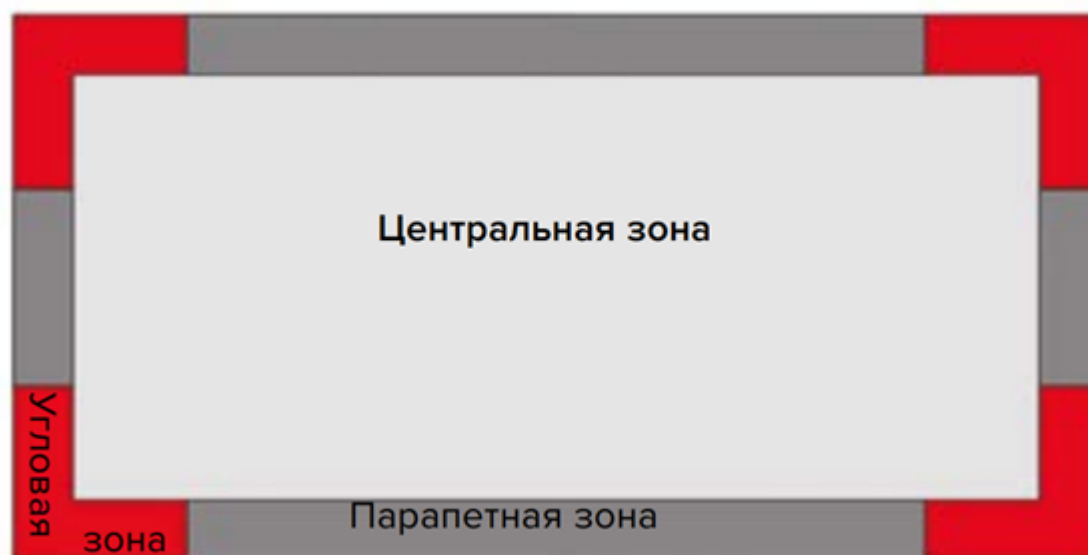 Центральная зона
Угловая
зона
Парапетная зона